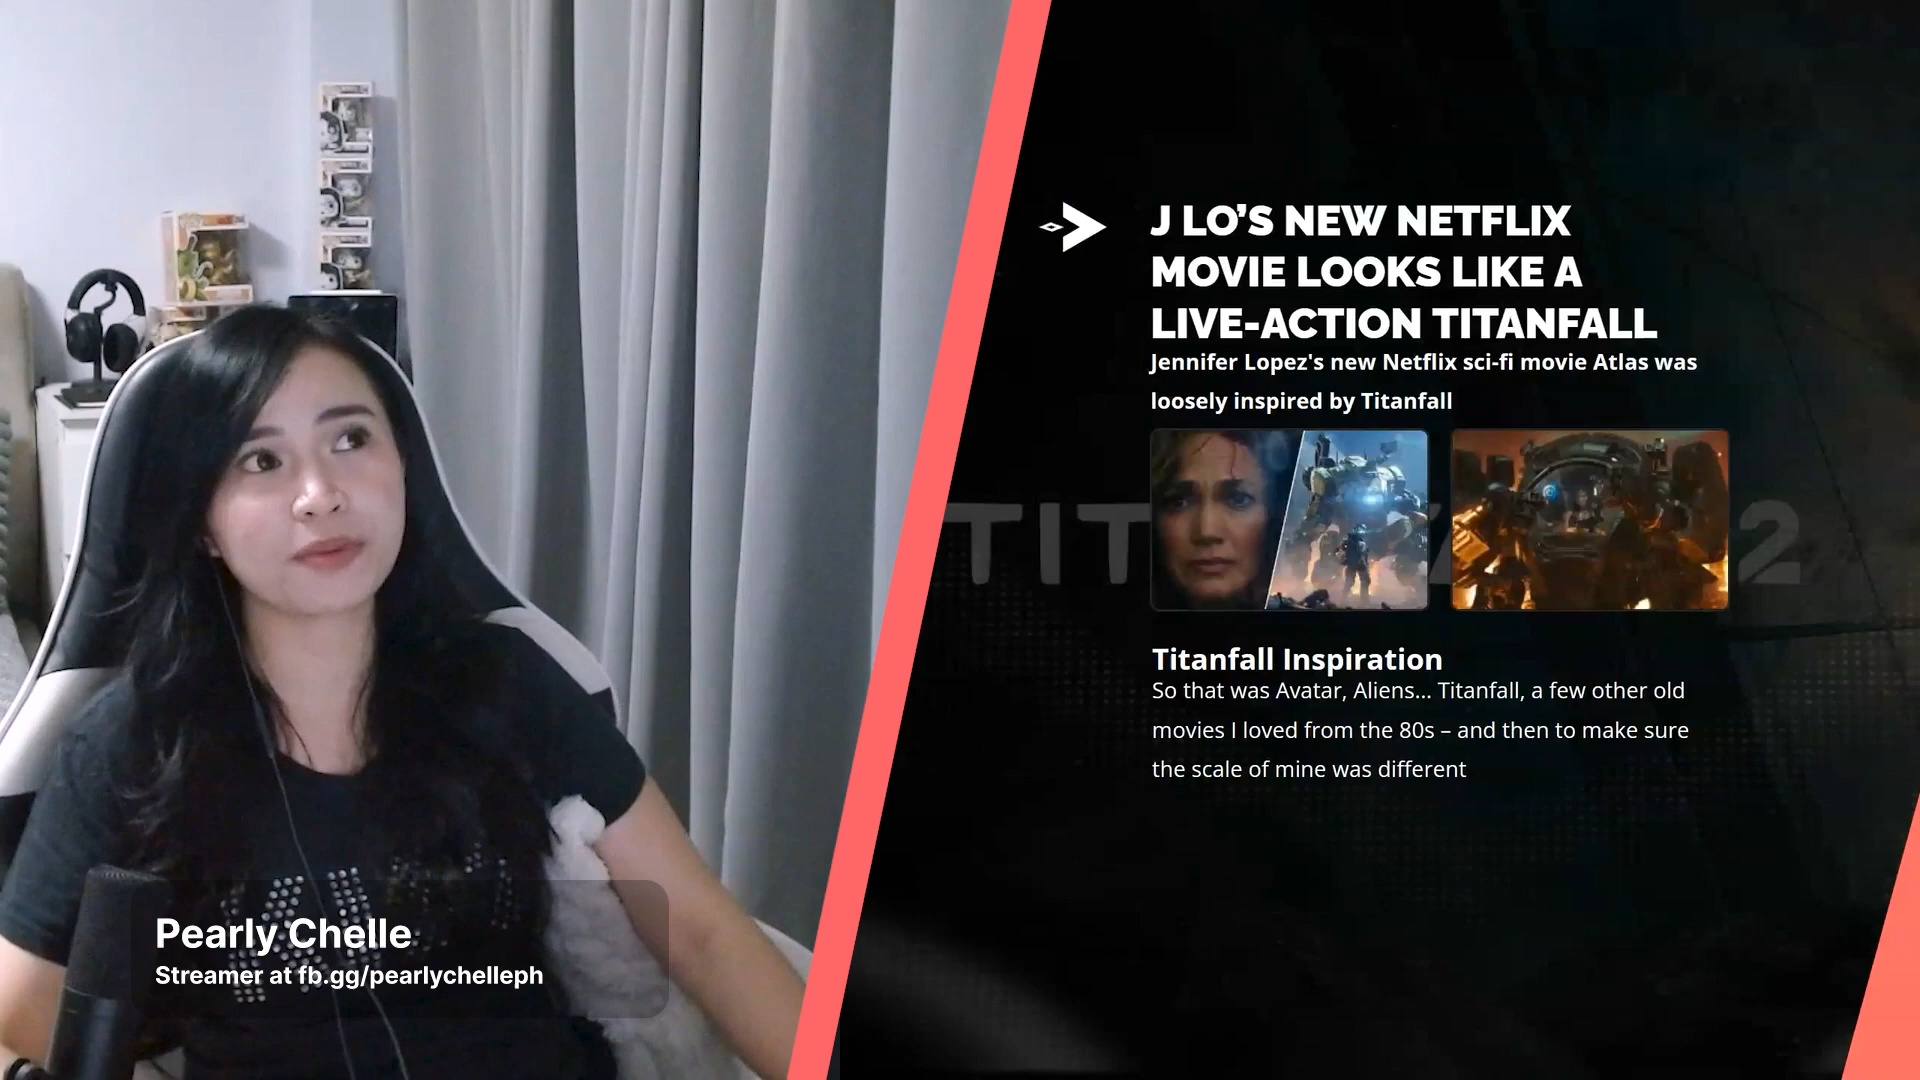 J LO’S NEW NETFLIX
MOVIE LOOKS LIKE A
LIVE-ACTION TITANFALL
Jennifer Lopez's new Netflix sci-fi movie Atlas was
loosely inspired by Titanfall
Titanfall Inspiration
So that was Avatar, Aliens... Titanfall, a few other old
movies I loved from the 80s – and then to make sure
the scale of mine was different
Pearly Chelle
Streamer at fb.gg/pearlychelleph